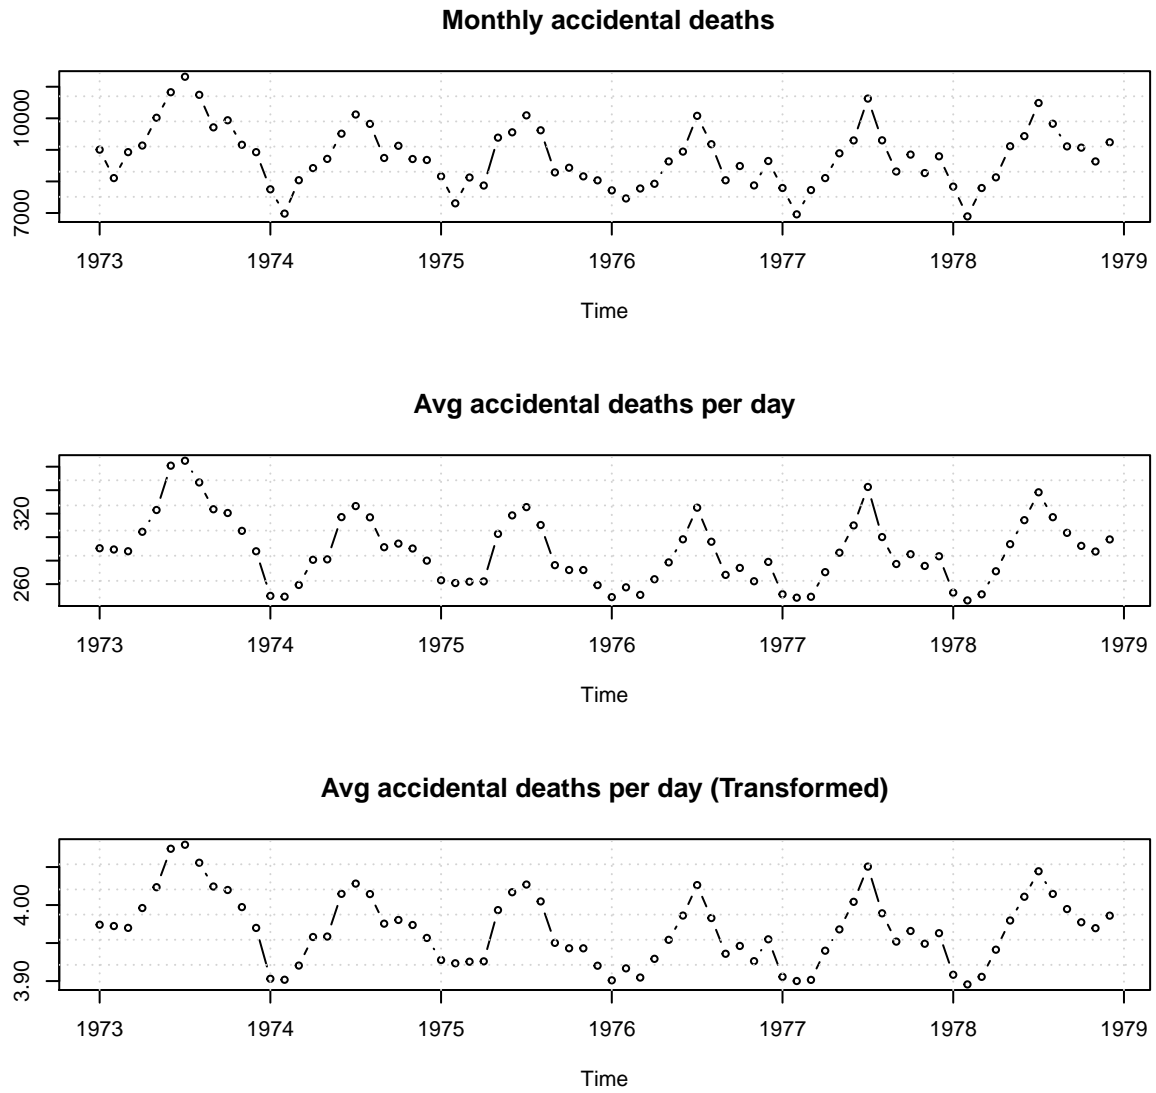 Monthly accidental deaths
10000
7000
1973 1974 1975 1976 1977 1978 1979
Time
Avg accidental deaths per day
320
260
1973 1974 1975 1976 1977 1978 1979
Time
Avg accidental deaths per day (Transformed)
4.00
3.90
1973 1974 1975 1976 1977 1978 1979
Time